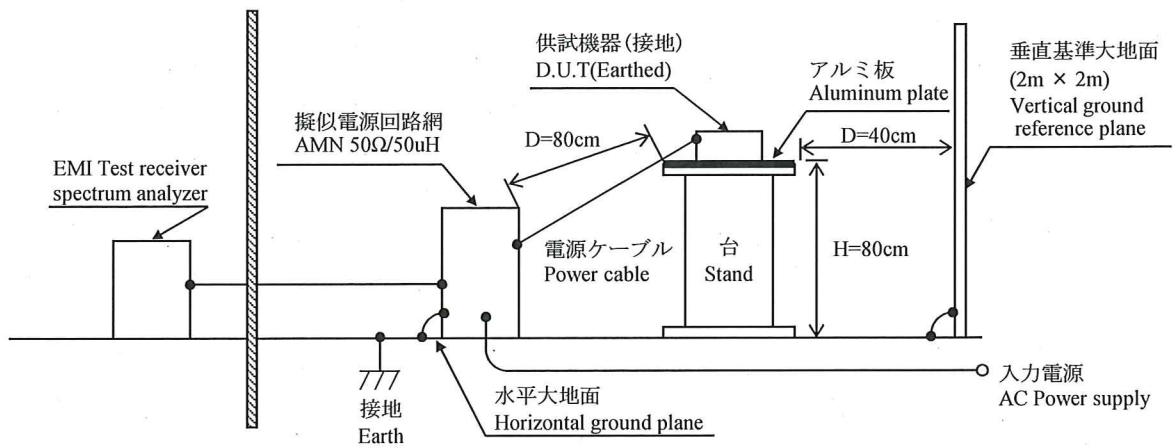 供試機器(接地)
D.U.T(Earthed)
アルミ板
Aluminum plate
垂直基準大地面
(2m × 2m)
Vertical ground
reference plane
擬似電源回路網
AMN 50Ω/50uH
D=80cm
D=40cm
EMI Test receiver
spectrum analyzer
電源ケーブル
Power cable
台
Stand
H=80cm
接地
Earth
水平大地面
Horizontal ground plane
入力電源
AC Power supply